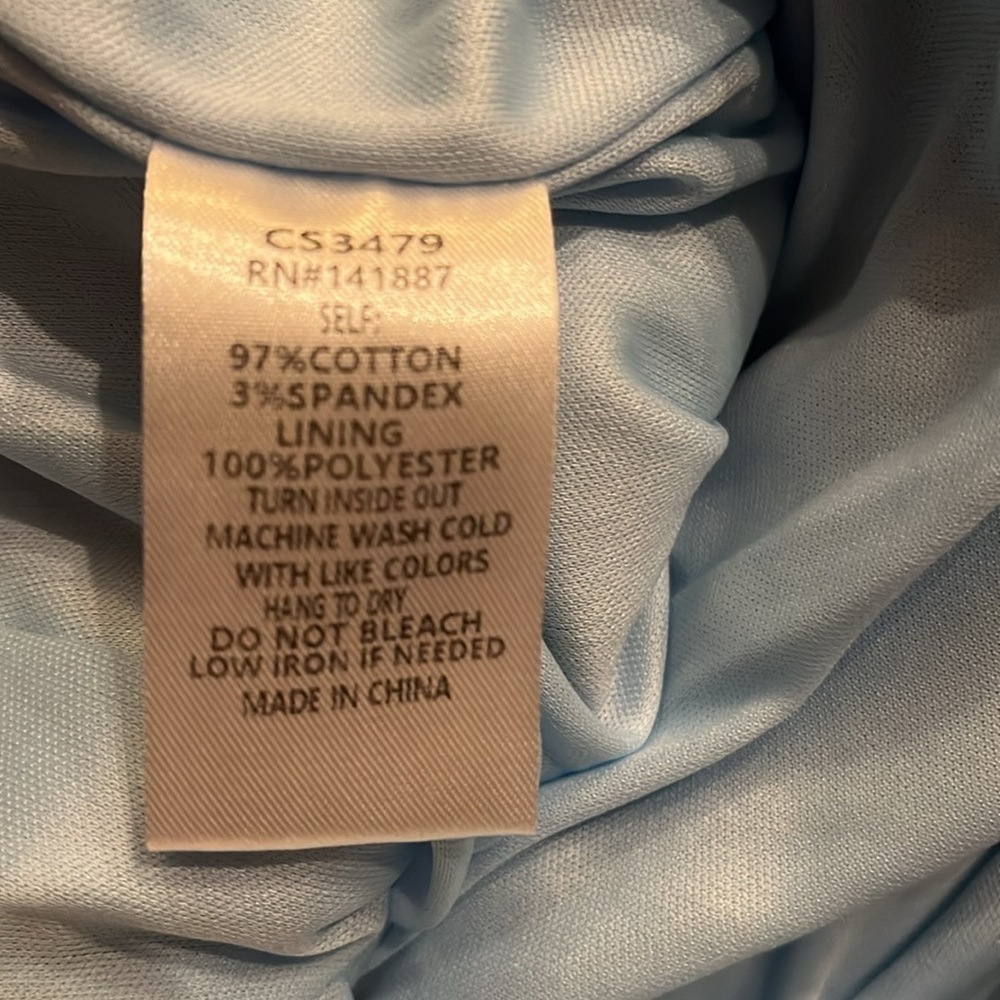 CS3479
RN#141887
SELF:
97%COTTON
3%SPANDEX
LINING
100%POLYESTER
TURN INSIDE OUT
MACHINE WASH COLD
WITH LIKE COLORS
HANG TO DRY
DO NOT BLEACH
LOW IRON IF NEEDED
MADE IN CHINA